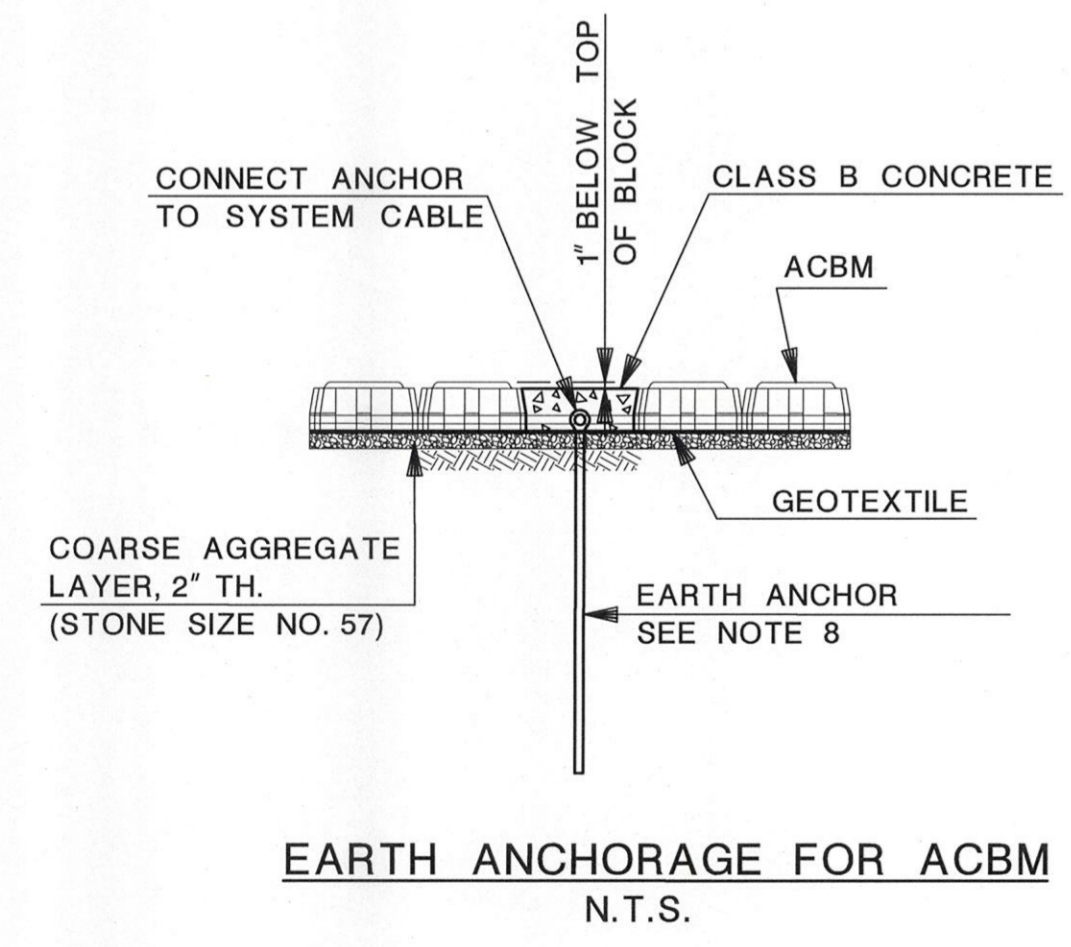 1" BELOW TOP
OF BLOCK
CONNECT ANCHOR
TO SYSTEM CABLE
CLASS B CONCRETE
ACBM
GEOTEXTILE
COARSE AGGREGATE
LAYER, 2" TH.
(STONE SIZE NO. 57)
EARTH ANCHOR
SEE NOTE 8
EARTH ANCHORAGE FOR ACBM
N.T.S.